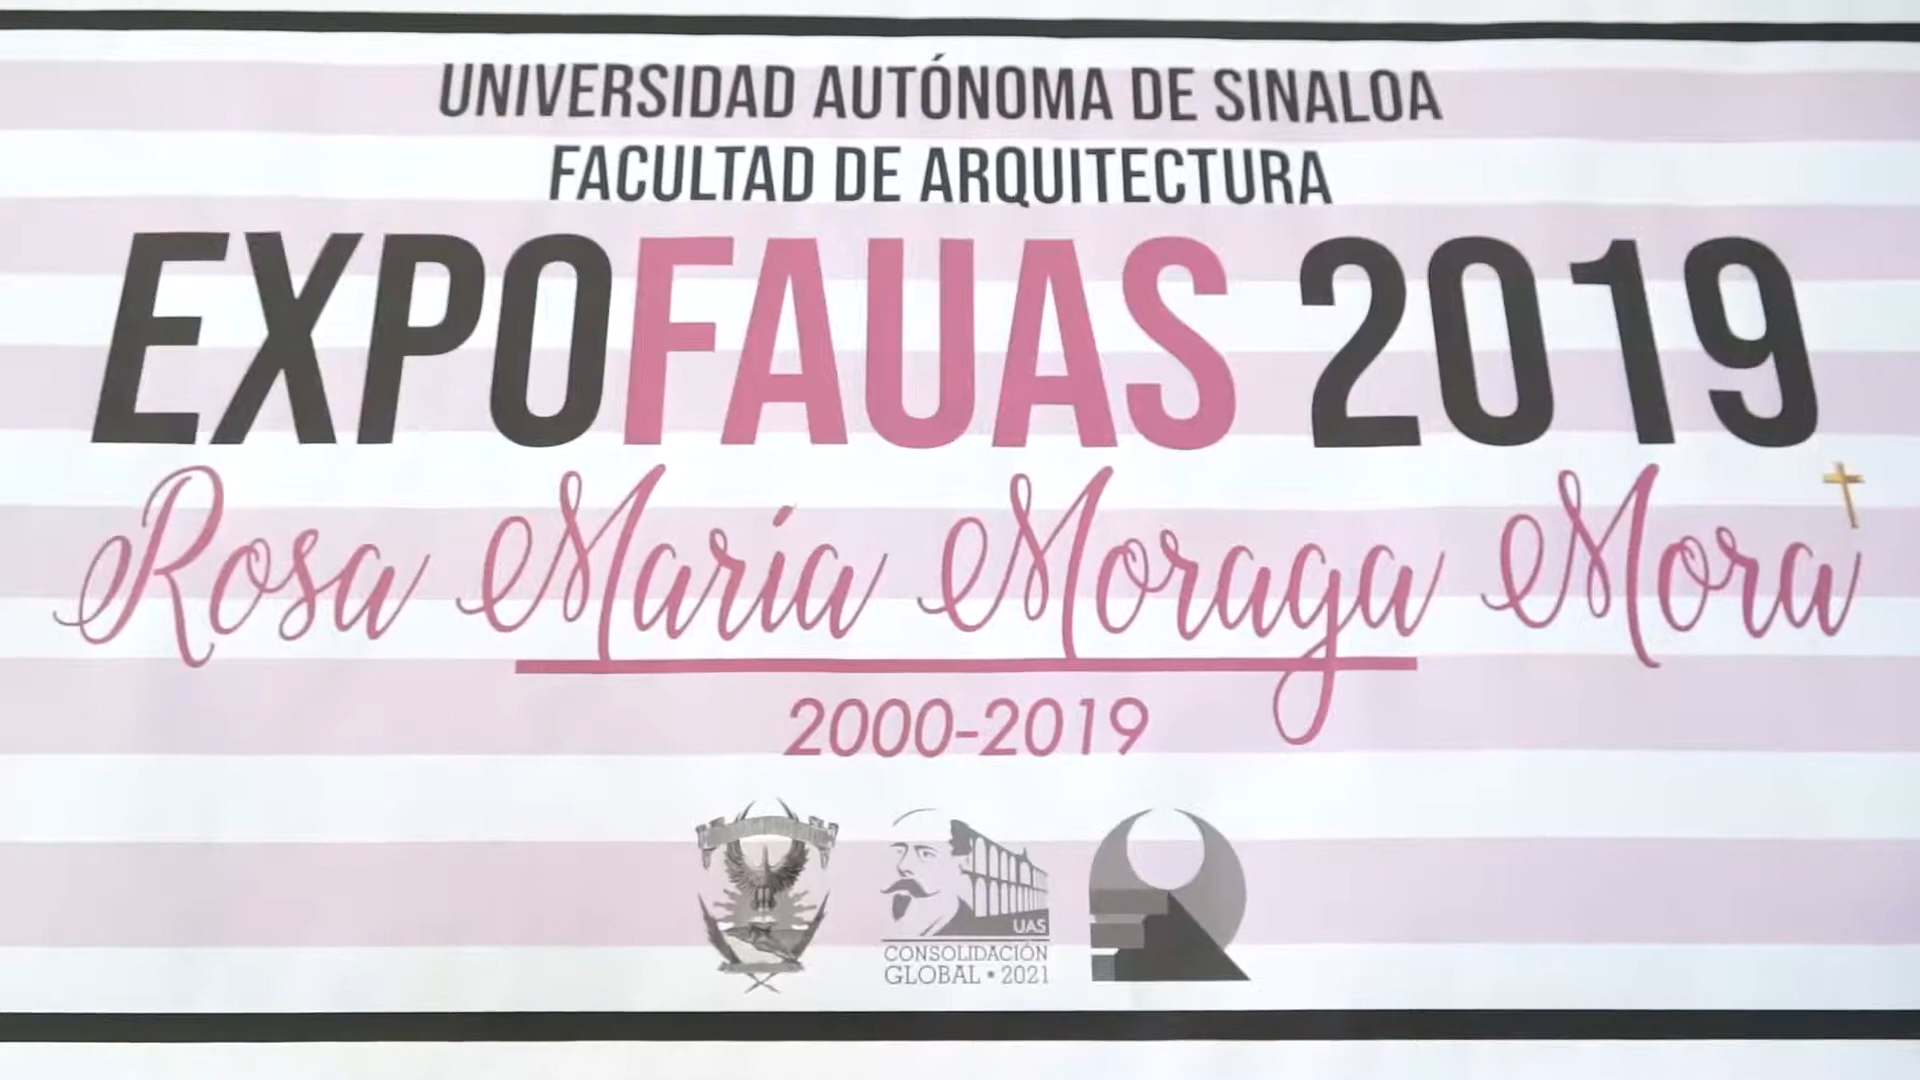 UNIVERSIDAD AUTÓNOMA DE SINALOA
FACULTAD DE ARQUITECTURA
EXPOFAUAS 2019
Rosa María Moraga Mora
2000-2019
UAS
CONSOLIDACIÓN
GLOBAL • 2021